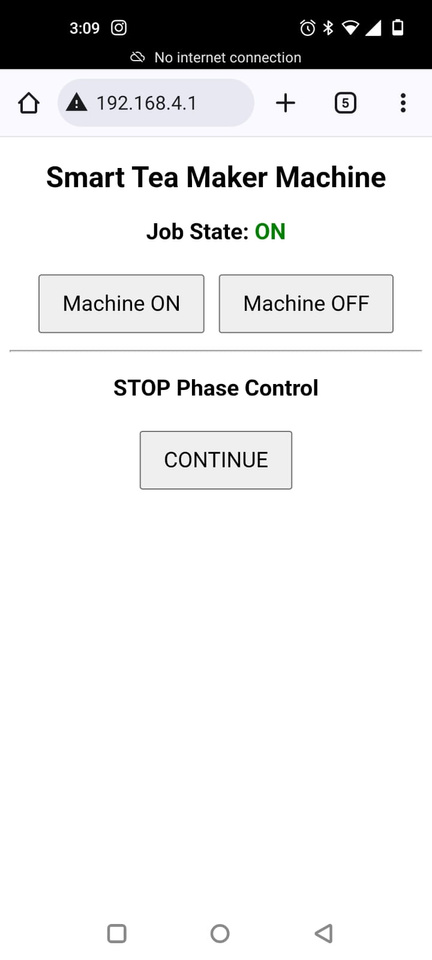 3:09
No internet connection
192.168.4.1
5
Smart Tea Maker Machine
Job State: ON
Machine ON Machine OFF
STOP Phase Control
CONTINUE